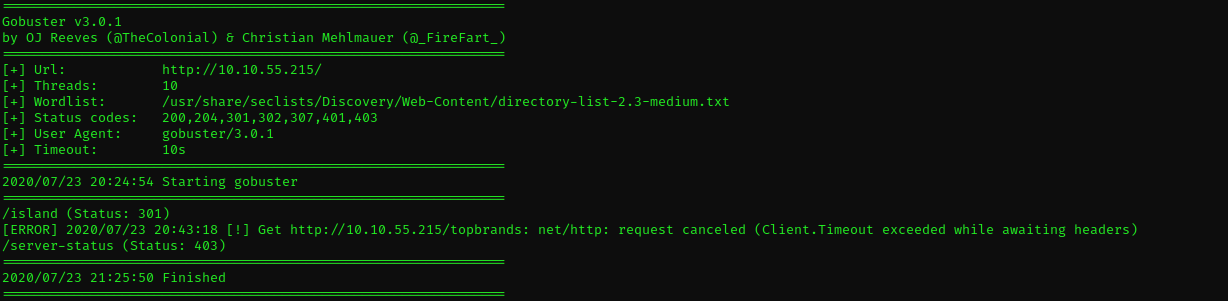 ===============================================================
Gobuster v3.0.1
by OJ Reeves (@TheColonial) & Christian Mehlmauer (@_FireFart_)
===============================================================
[+] Url:            http://10.10.55.215/
[+] Threads:        10
[+] Wordlist:       /usr/share/seclists/Discovery/Web-Content/directory-list-2.3-medium.txt
[+] Status codes:   200,204,301,302,307,401,403
[+] User Agent:     gobuster/3.0.1
[+] Timeout:        10s
===============================================================
2020/07/23 20:24:54 Starting gobuster
===============================================================
/island (Status: 301)
[ERROR] 2020/07/23 20:43:18 [!] Get http://10.10.55.215/topbrands: net/http: request canceled (Client.Timeout exceeded while awaiting headers)
/server-status (Status: 403)
===============================================================
2020/07/23 21:25:50 Finished
===============================================================